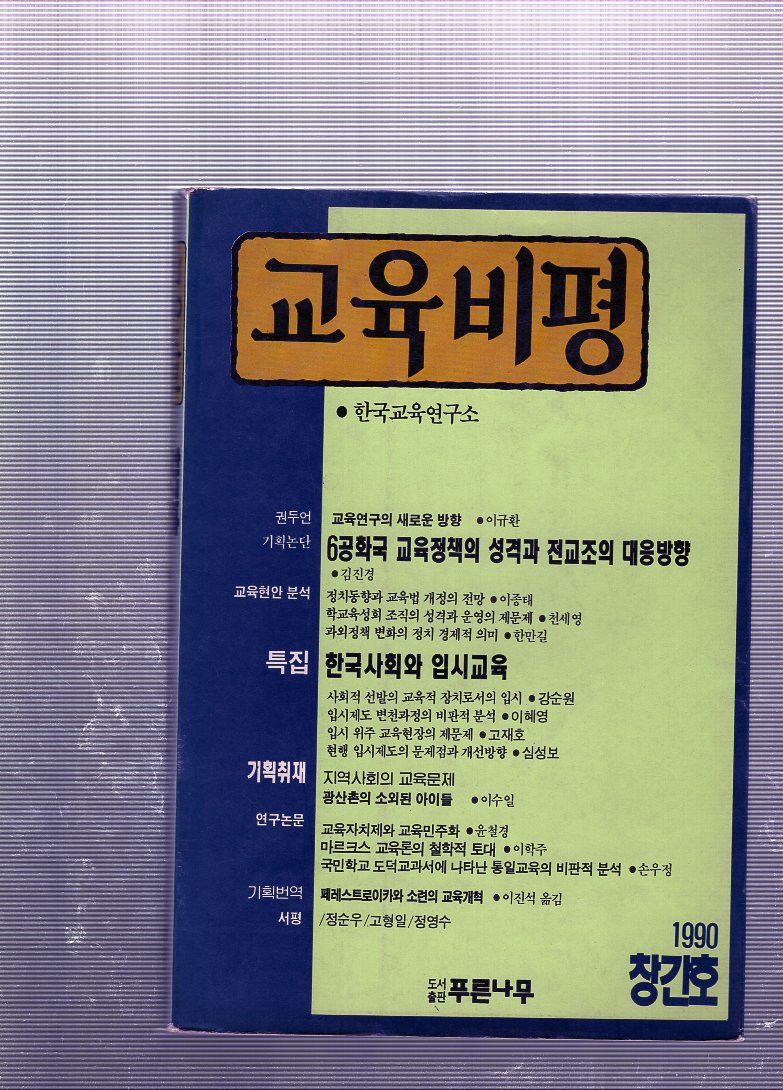 교육비평
● 한국교육연구소
권두언 교육연구의 새로운 방향 ●이규환
기획논단 6공화국 교육정책의 성격과 전교조의 대응방향
●김진경
교육현안 분석 정치동향과 교육법 개정의 전망 ●이종태
학교육성회 조직의 성격과 운영의 제문제 ●천세영
과외정책 변화의 정치 경제적 의미 ●한만길
특집 한국사회와 입시교육
사회적 선발의 교육적 장치로서의 입시 ●강순원
입시제도 변천과정의 비판적 분석 ●이혜영
입시 위주 교육현장의 제문제 ●고재호
현행 입시제도의 문제점과 개선방향 ●심성보
기획취재 지역사회의 교육문제
광산촌의 소외된 아이들 ●이수일
연구논문 교육자치제와 교육민주화 ●윤철경
마르크스 교육론의 철학적 토대 ●이학주
국민학교 도덕교과서에 나타난 통일교육의 비판적 분석 ●손우정
기획번역 페레스트로이카와 소련의 교육개혁 ●이진석 옮김
서평 /정순우/고형일/정영수
1990
창간호
도서출판 푸른나무